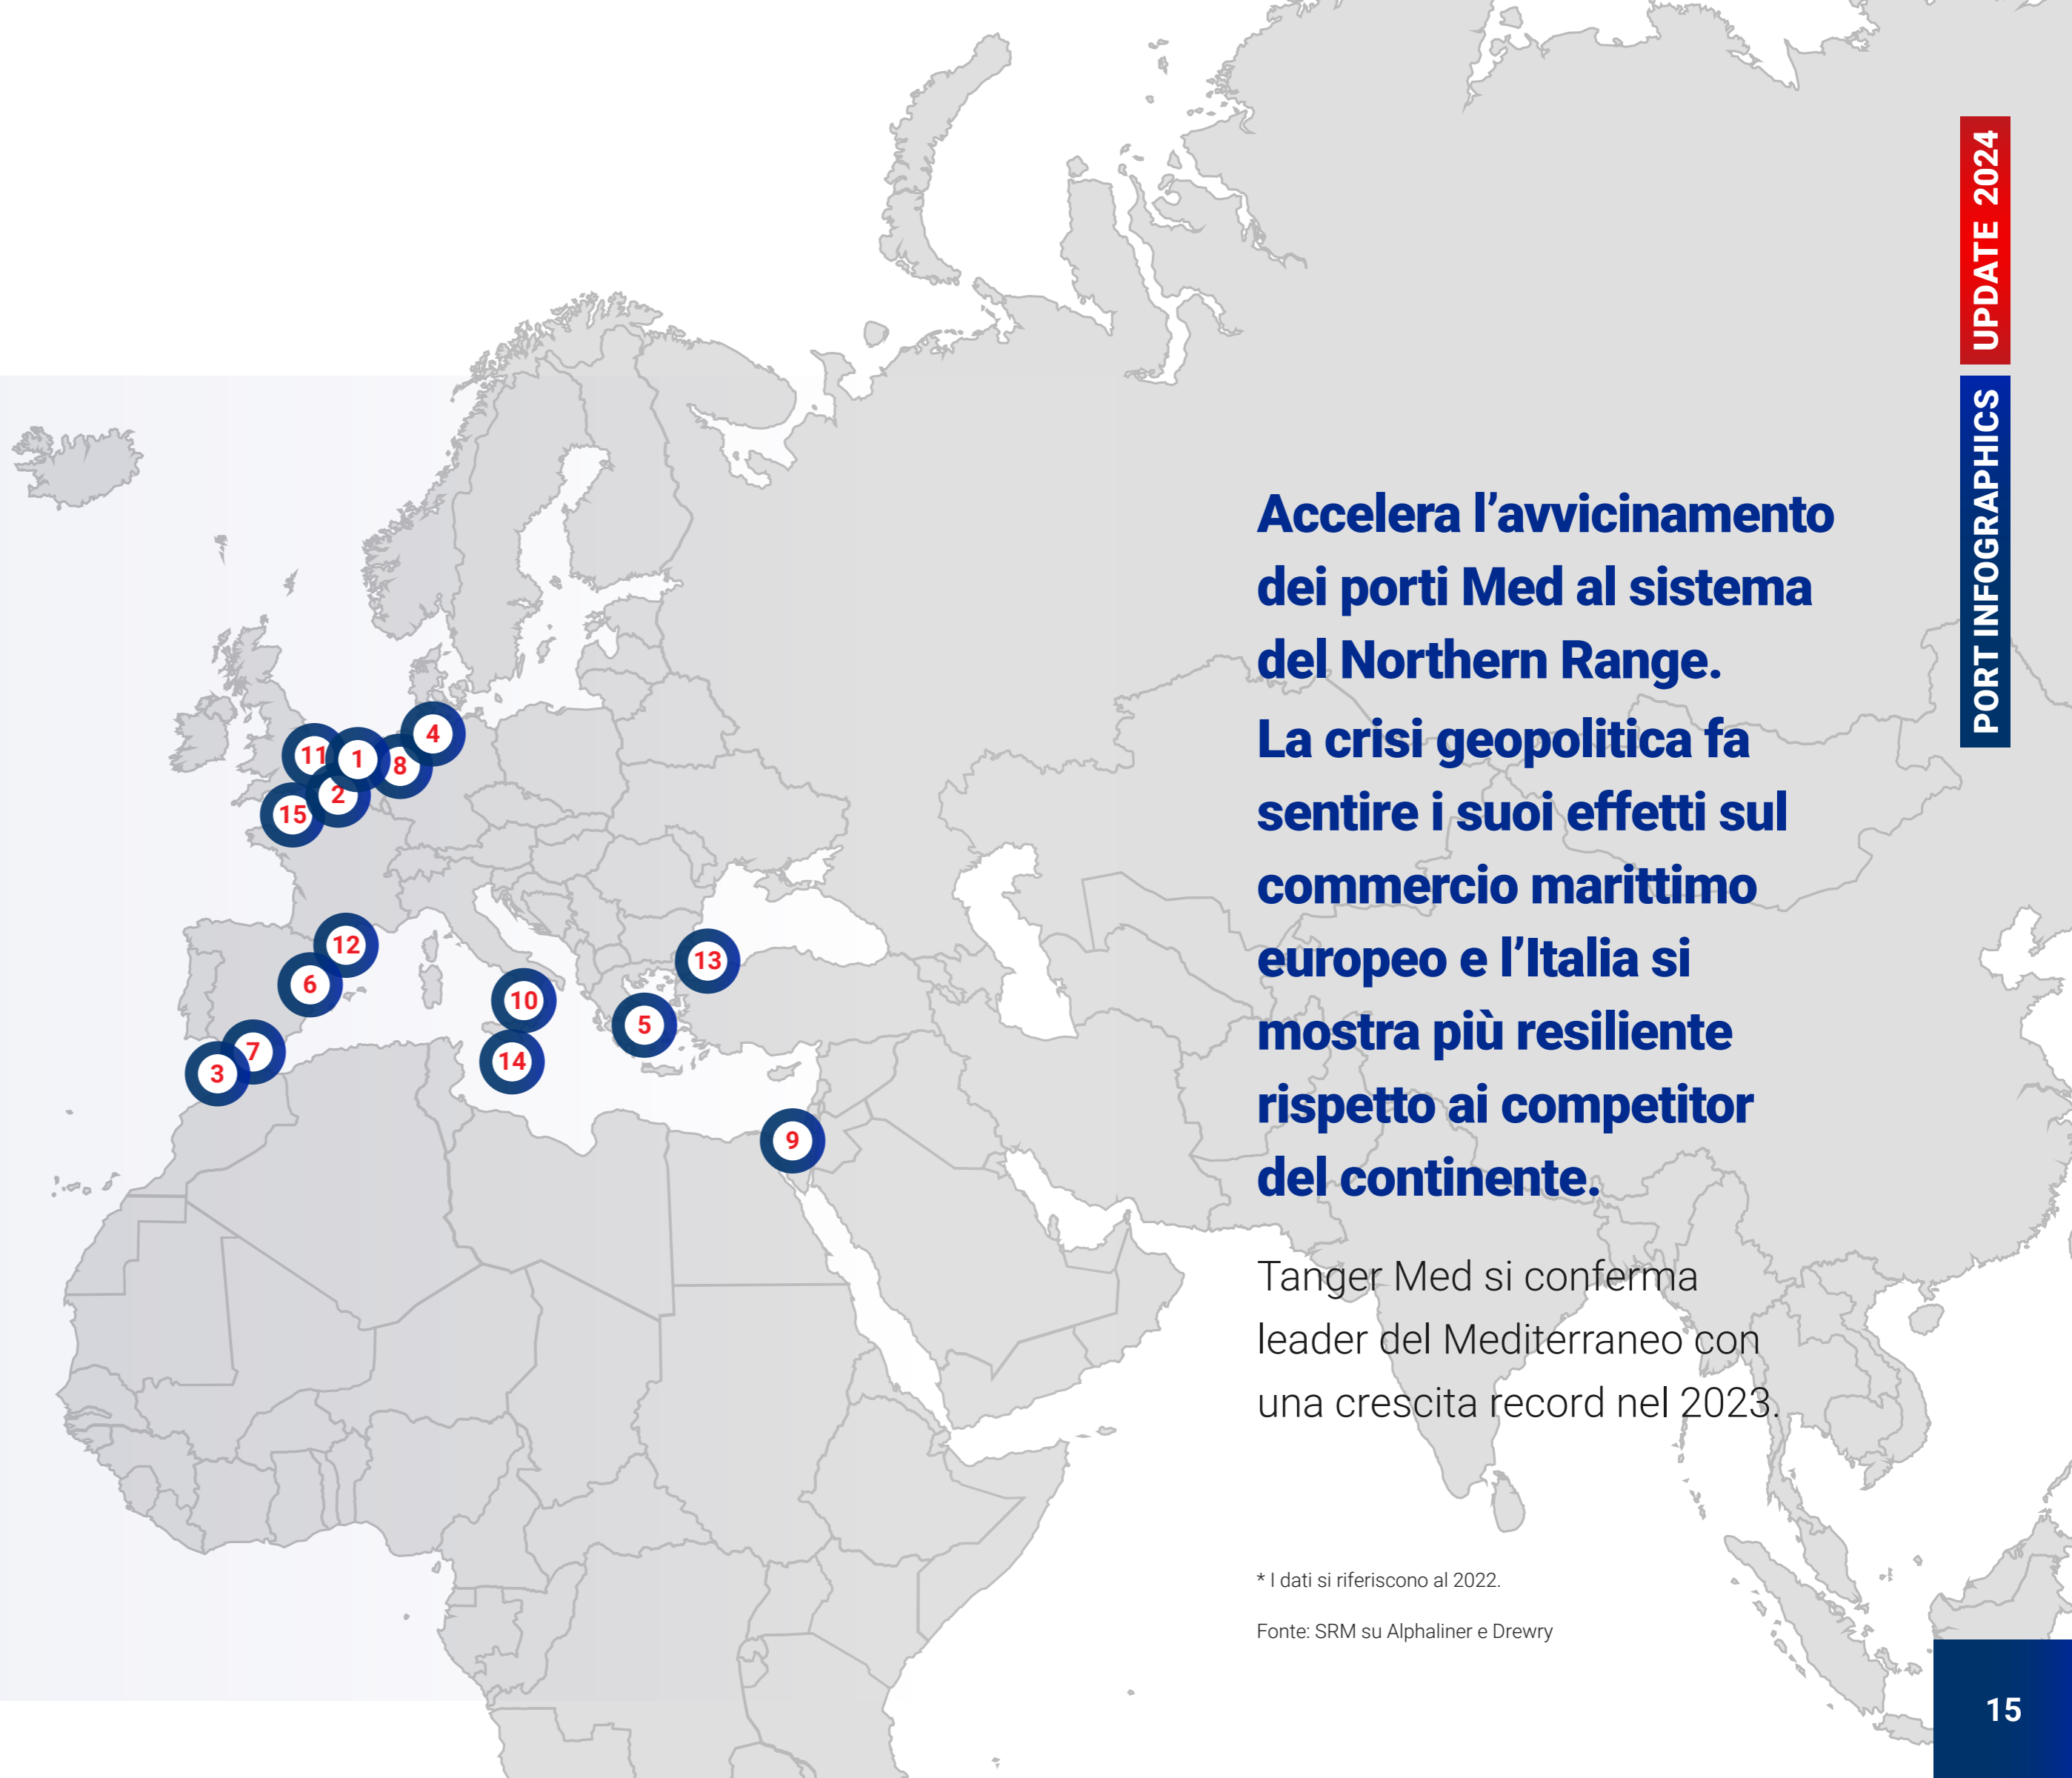 UPDATE 2024
PORT INFOGRAPHICS
Accelera l’avvicinamento
dei porti Med al sistema
del Northern Range.
La crisi geopolitica fa
sentire i suoi effetti sul
commercio marittimo
europeo e l’Italia si
mostra più resiliente
rispetto ai competitor
del continente.
Tanger Med si conferma
leader del Mediterraneo con
una crescita record nel 2023.
* I dati si riferiscono al 2022.
Fonte: SRM su Alphaliner e Drewry
4
11
1
8
2
15
12
13
6
10
5
7
14
3
9
15